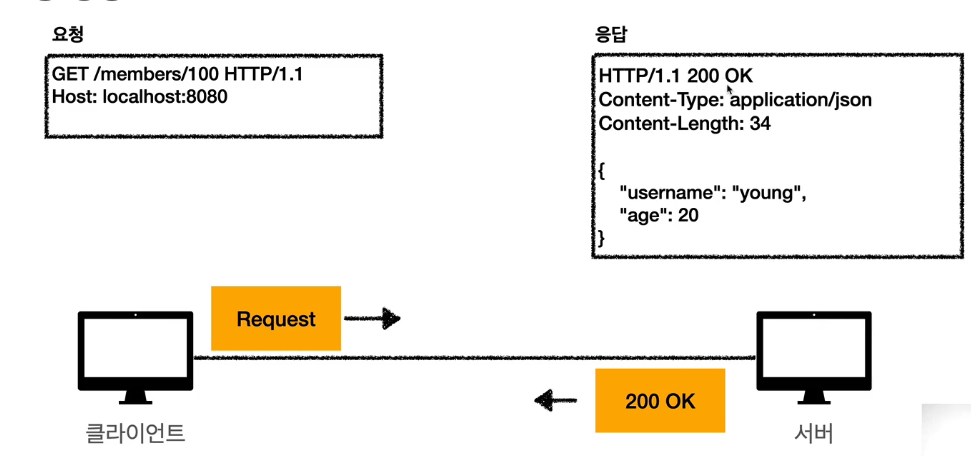 요청
GET /members/100 HTTP/1.1
Host: localhost:8080
응답
HTTP/1.1 200 OK
Content-Type: application/json
Content-Length: 34
{
"username": "young",
"age": 20
}
Request
200 OK
클라이언트
서버